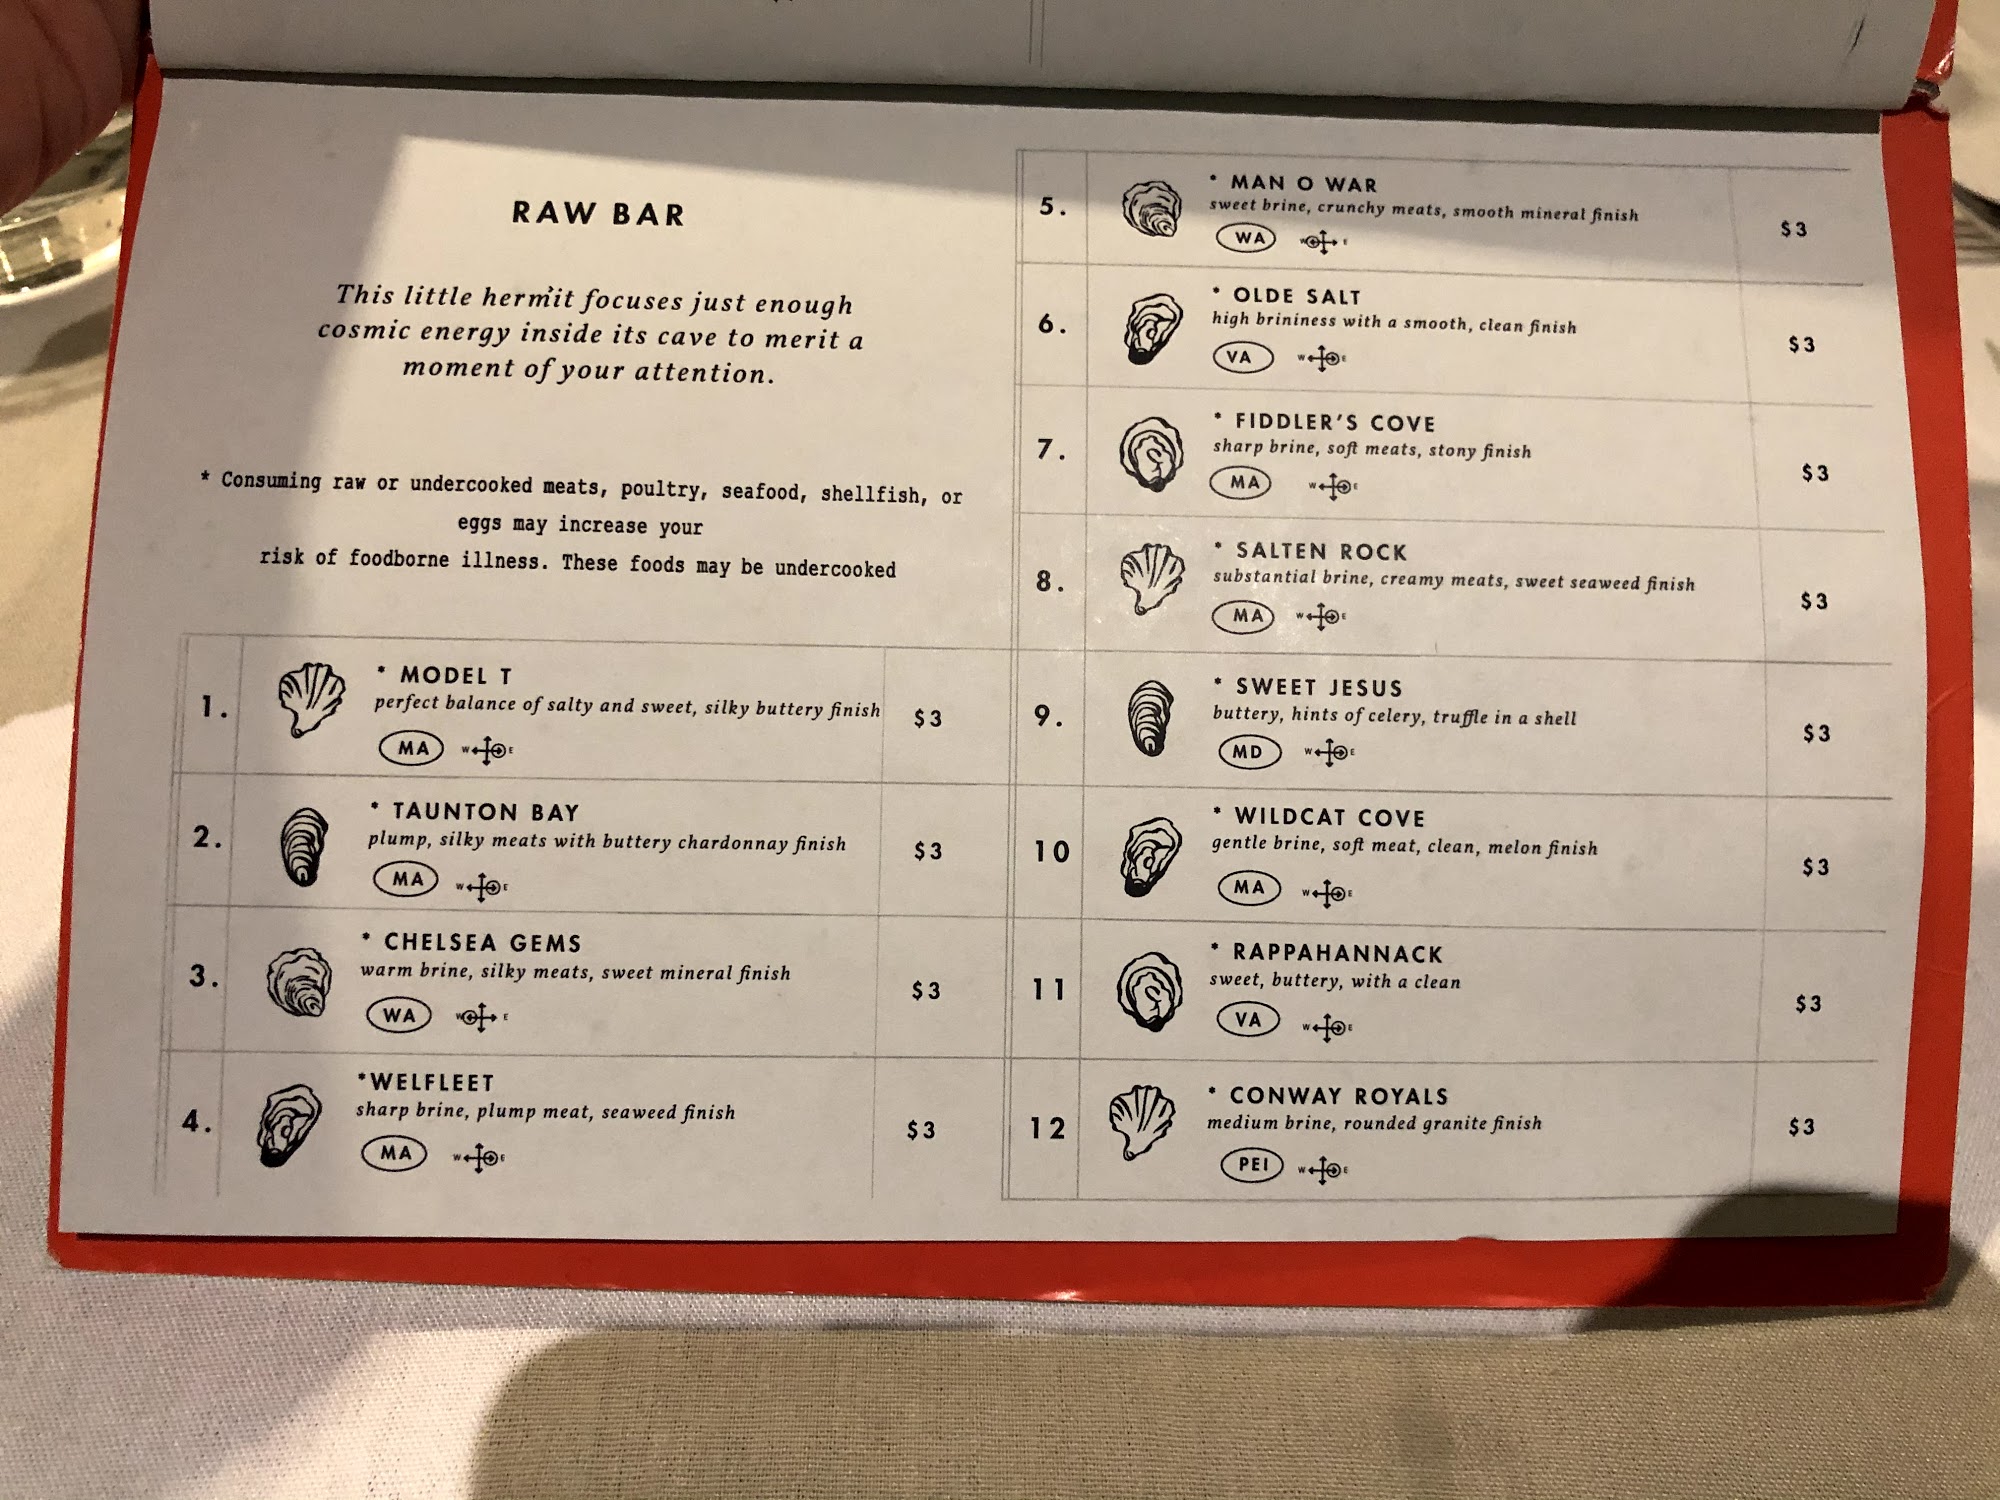 RAW BAR
This little hermit focuses just enough
cosmic energy inside its cave to merit a
moment of your attention.
* Consuming raw or undercooked meats, poultry, seafood, shellfish, or
eggs may increase your
risk of foodborne illness. These foods may be undercooked
1. * MODEL T
perfect balance of salty and sweet, silky buttery finish $3
MA W E
2. * TAUNTON BAY
plump, silky meats with buttery chardonnay finish $3
MA W E
3. * CHELSEA GEMS
warm brine, silky meats, sweet mineral finish $3
WA W E
4. *WELFLEET
sharp brine, plump meat, seaweed finish $3
MA W E
5. * MAN O WAR
sweet brine, crunchy meats, smooth mineral finish $3
WA W E
6. * OLDE SALT
high brininess with a smooth, clean finish $3
VA W E
7. * FIDDLER'S COVE
sharp brine, soft meats, stony finish $3
MA W E
8. * SALTEN ROCK
substantial brine, creamy meats, sweet seaweed finish $3
MA W E
9. * SWEET JESUS
buttery, hints of celery, truffle in a shell $3
MD W E
10 * WILDCAT COVE
gentle brine, soft meat, clean, melon finish $3
MA W E
11 * RAPPAHANNACK
sweet, buttery, with a clean $3
VA W E
12 * CONWAY ROYALS
medium brine, rounded granite finish $3
PEI W E